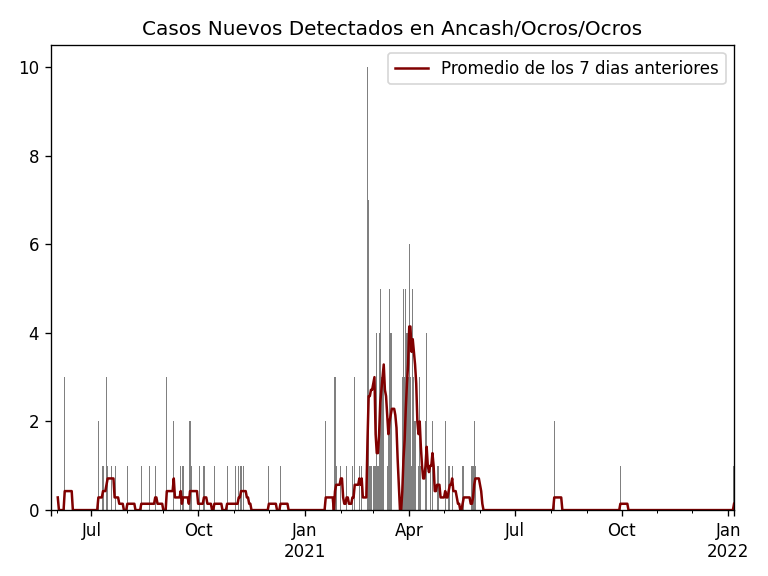 Casos Nuevos Detectados en Ancash/Ocros/Ocros
Promedio de los 7 dias anteriores
10
8
6
4
2
0
Jul Oct Jan Apr Jul Oct Jan
2021 2022